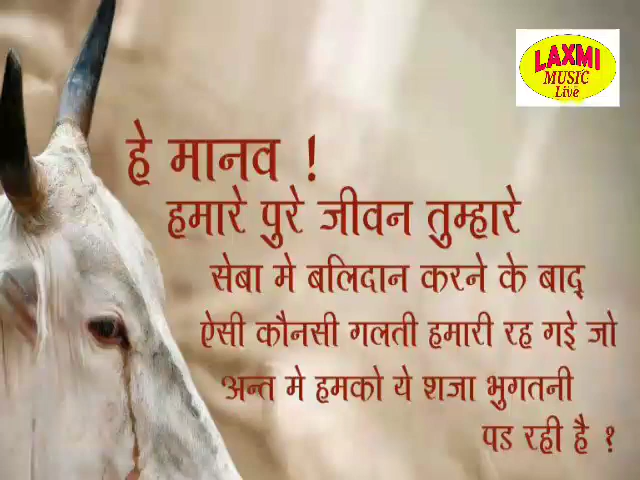 LAXMI
MUSIC
Live
हे मानव !
हमारे पुरे जीवन तुम्हारे
सेबा मे बलिदान करने के बाद्
ऐसी कौनसी गलती हमारी रह गई जो
अन्त मे हमको ये शजा भुगतनी
पड रही है ?